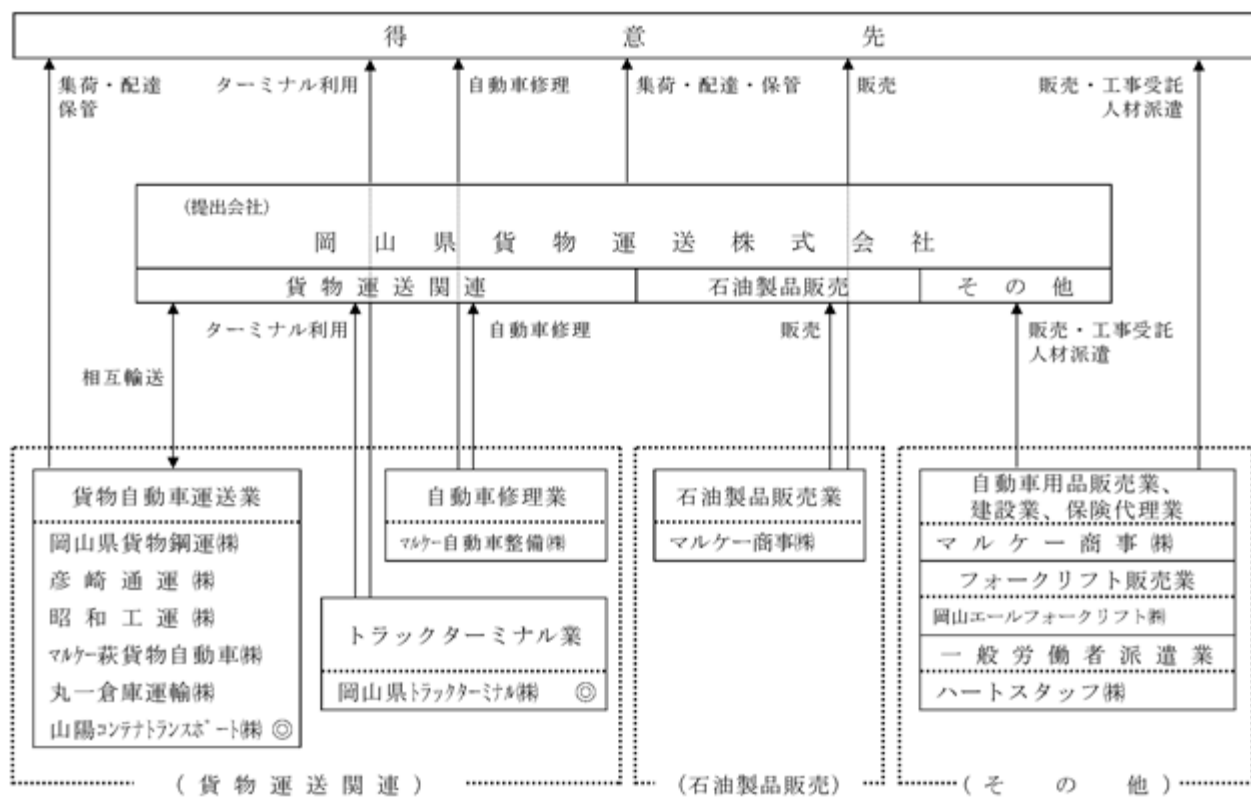 得意先
集荷・配達
保管
ターミナル利用
自動車修理
集荷・配達・保管
販売
販売・工事受託
人材派遣
(提出会社)
岡山県貨物運送株式会社
貨物運送関連
石油製品販売
その他
ターミナル利用
自動車修理
販売
販売・工事受託
人材派遣
相互輸送
貨物自動車運送業
岡山県貨物鋼運㈱
彦崎通運㈱
昭和工運㈱
マルケー萩貨物自動車㈱
丸一倉庫運輸㈱
山陽コンテナトランスポート㈱ ◎
自動車修理業
マルケー自動車整備㈱
トラックターミナル業
岡山県トラックターミナル㈱ ◎
石油製品販売業
マルケー商事㈱
自動車用品販売業、
建設業、保険代理業
マルケー商事㈱
フォークリフト販売業
岡山エールフォークリフト㈱
一般労働者派遣業
ハートスタッフ㈱
(貨物運送関連)
(石油製品販売)
(その他)